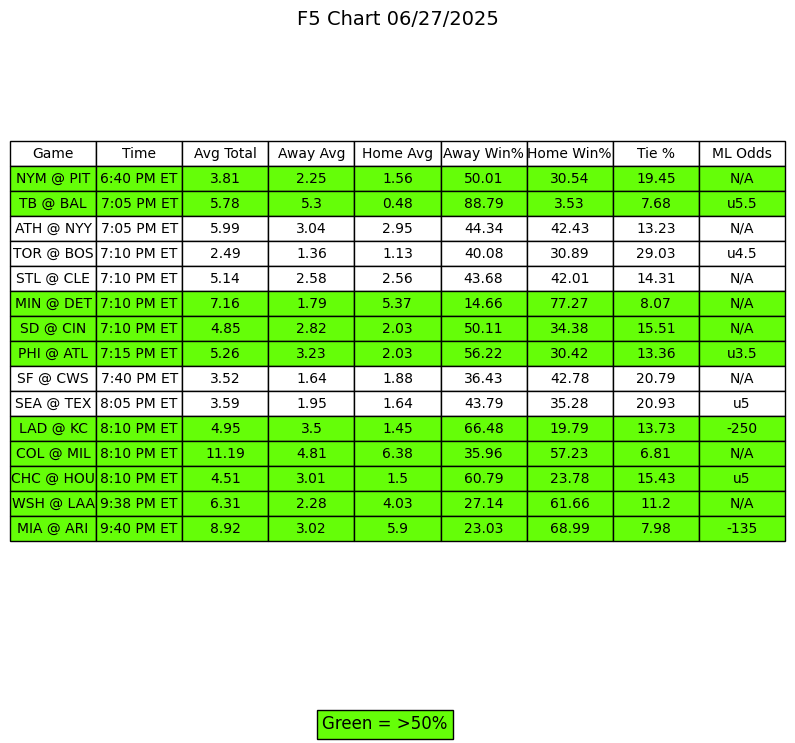 F5 Chart 06/27/2025
Game Time Avg Total Away Avg Home Avg Away Win% Home Win% Tie % ML Odds
NYM @ PIT 6:40 PM ET 3.81 2.25 1.56 50.01 30.54 19.45 N/A
TB @ BAL 7:05 PM ET 5.78 5.3 0.48 88.79 3.53 7.68 u5.5
ATH @ NYY 7:05 PM ET 5.99 3.04 2.95 44.34 42.43 13.23 N/A
TOR @ BOS 7:10 PM ET 2.49 1.36 1.13 40.08 30.89 29.03 u4.5
STL @ CLE 7:10 PM ET 5.14 2.58 2.56 43.68 42.01 14.31 N/A
MIN @ DET 7:10 PM ET 7.16 1.79 5.37 14.66 77.27 8.07 N/A
SD @ CIN 7:10 PM ET 4.85 2.82 2.03 50.11 34.38 15.51 N/A
PHI @ ATL 7:15 PM ET 5.26 3.23 2.03 56.22 30.42 13.36 u3.5
SF @ CWS 7:40 PM ET 3.52 1.64 1.88 36.43 42.78 20.79 N/A
SEA @ TEX 8:05 PM ET 3.59 1.95 1.64 43.79 35.28 20.93 u5
LAD @ KC 8:10 PM ET 4.95 3.5 1.45 66.48 19.79 13.73 -250
COL @ MIL 8:10 PM ET 11.19 4.81 6.38 35.96 57.23 6.81 N/A
CHC @ HOU 8:10 PM ET 4.51 3.01 1.5 60.79 23.78 15.43 u5
WSH @ LAA 9:38 PM ET 6.31 2.28 4.03 27.14 61.66 11.2 N/A
MIA @ ARI 9:40 PM ET 8.92 3.02 5.9 23.03 68.99 7.98 -135
Green = >50%